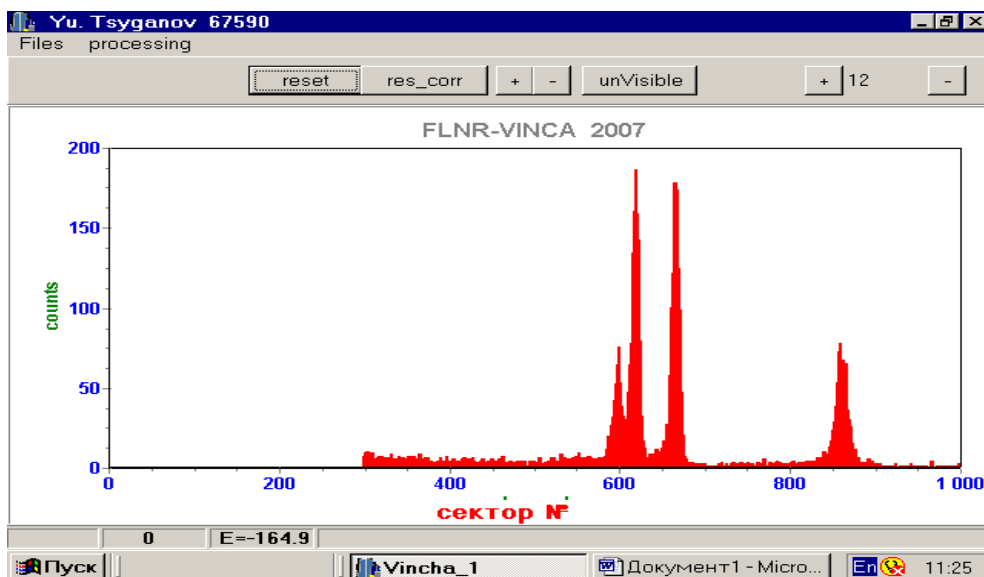 Yu. Tsyganov 67590
Files processing
reset res_corr + - unVisible + 12 -
FLNR-VINCA 2007
200
150
100
50
0
counts
0 200 400 600 800 1 000
сектор №
0 E=-164.9
Пуск Vincha_1 Документ1 - Micro... En 11:25